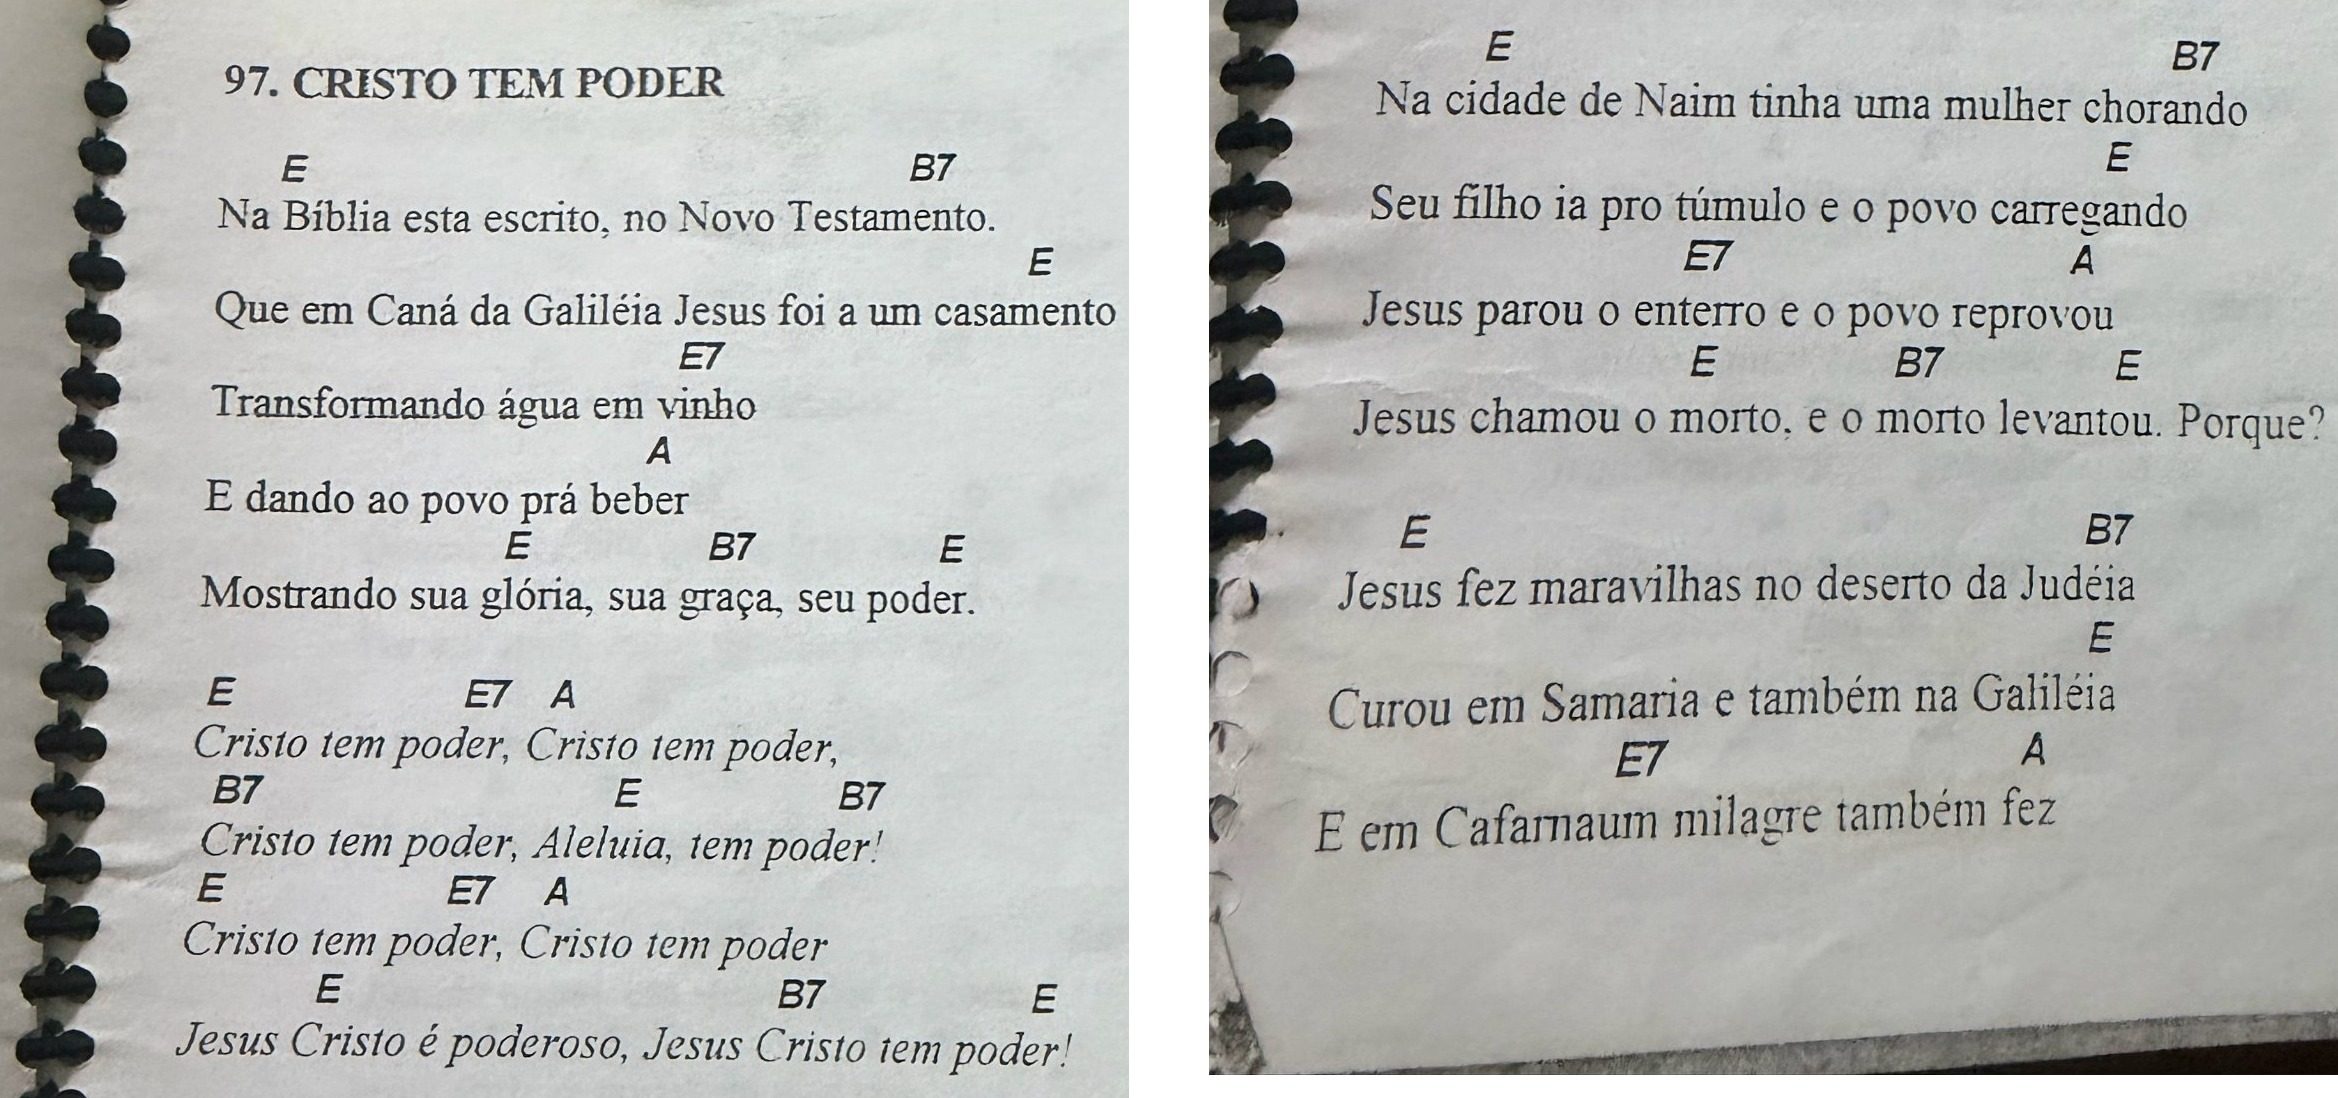 97. CRISTO TEM PODER
E B7
Na Bíblia esta escrito, no Novo Testamento.
E
Que em Caná da Galiléia Jesus foi a um casamento
E7
Transformando água em vinho
A
E dando ao povo prá beber
E B7 E
Mostrando sua glória, sua graça, seu poder.
E E7 A
Cristo tem poder, Cristo tem poder,
B7 E B7
Cristo tem poder, Aleluia, tem poder!
E E7 A
Cristo tem poder, Cristo tem poder
E B7 E
Jesus Cristo é poderoso, Jesus Cristo tem poder!
E B7
Na cidade de Naim tinha uma mulher chorando
E
Seu filho ia pro túmulo e o povo carregando
E7 A
Jesus parou o enterro e o povo reprovou
E B7 E
Jesus chamou o morto, e o morto levantou. Porque?
E B7
Jesus fez maravilhas no deserto da Judéia
E
Curou em Samaria e também na Galiléia
E7 A
E em Cafarnaum milagre também fez